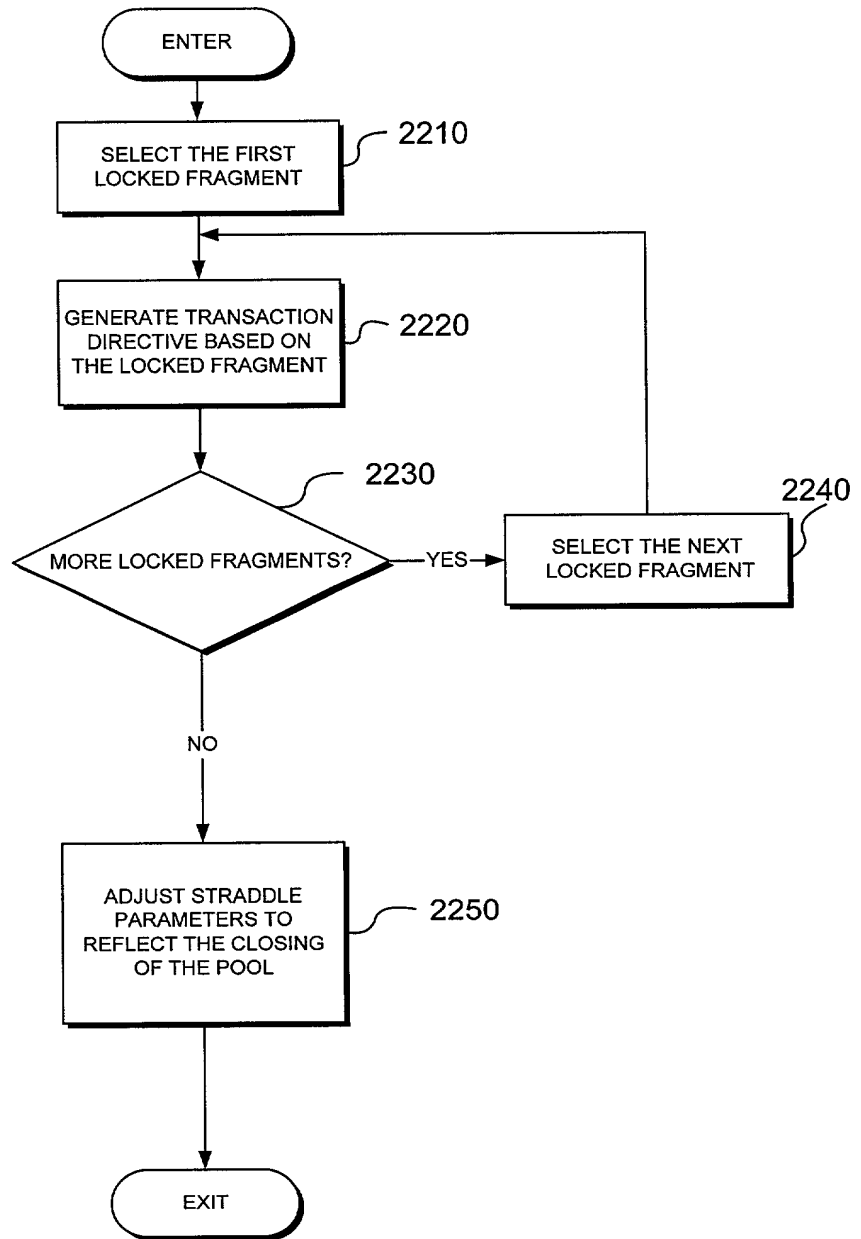 ENTER
SELECT THE FIRST
LOCKED FRAGMENT
2210
GENERATE TRANSACTION
DIRECTIVE BASED ON
THE LOCKED FRAGMENT
2220
MORE LOCKED FRAGMENTS?
2230
YES
SELECT THE NEXT
LOCKED FRAGMENT
2240
NO
ADJUST STRADDLE
PARAMETERS TO
REFLECT THE CLOSING
OF THE POOL
2250
EXIT